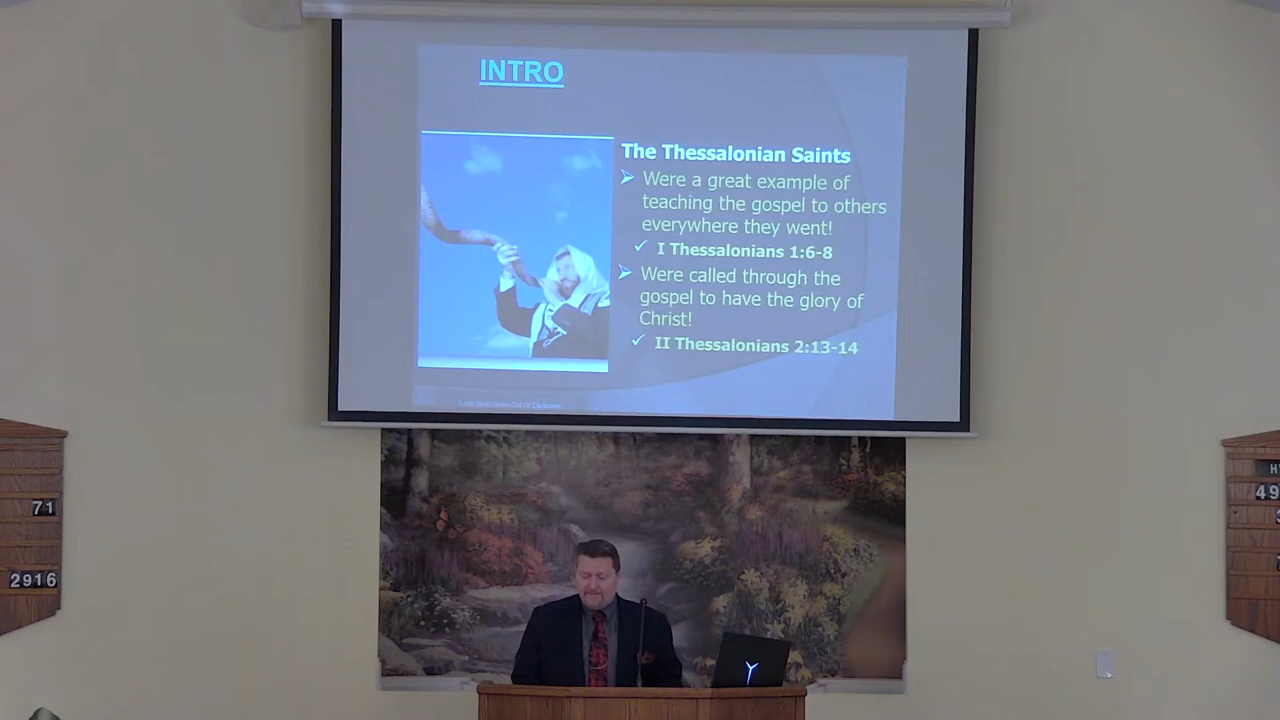 INTRO
The Thessalonian Saints
Were a great example of
teaching the gospel to others
everywhere they went!
I Thessalonians 1:6-8
Were called through the
gospel to have the glory of
Christ!
II Thessalonians 2:13-14
71
2916
H
49